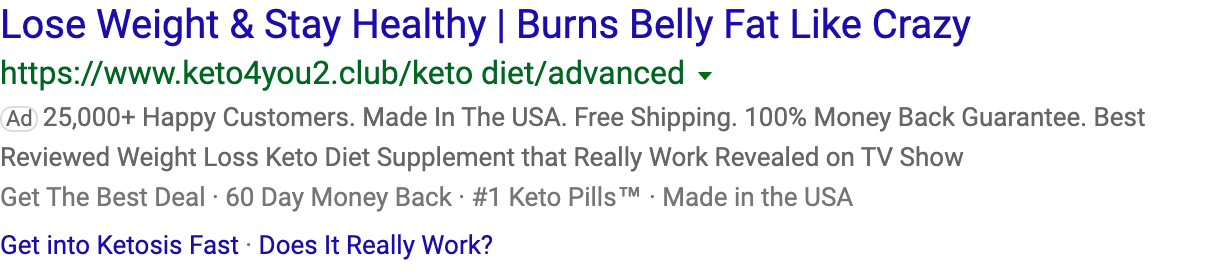 Lose Weight & Stay Healthy | Burns Belly Fat Like Crazy
https://www.keto4you2.club/keto diet/advanced
Ad 25,000+ Happy Customers. Made In The USA. Free Shipping. 100% Money Back Guarantee. Best
Reviewed Weight Loss Keto Diet Supplement that Really Work Revealed on TV Show
Get The Best Deal · 60 Day Money Back · #1 Keto Pills™ · Made in the USA
Get into Ketosis Fast · Does It Really Work?